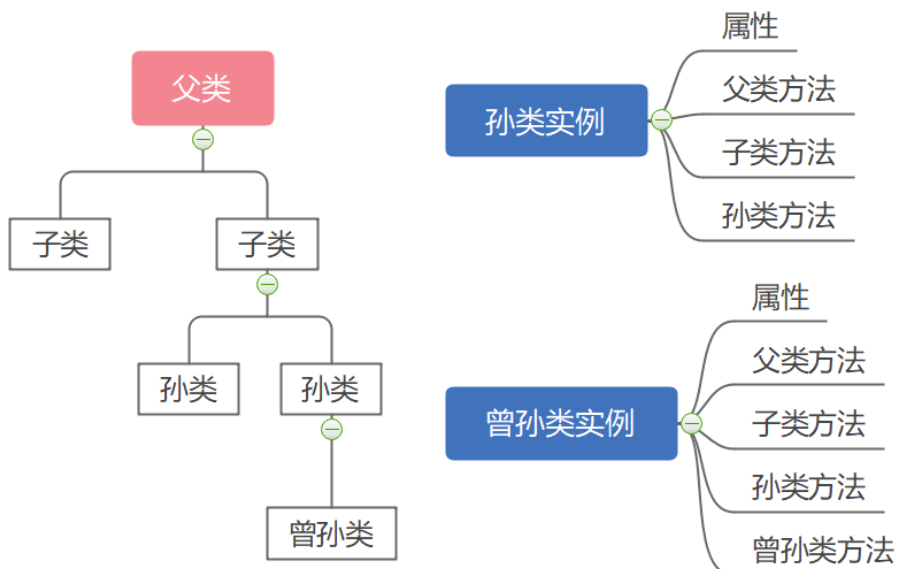 父类
子类
子类
孙类
孙类
曾孙类
孙类实例
属性
父类方法
子类方法
孙类方法
曾孙类实例
属性
父类方法
子类方法
孙类方法
曾孙类方法